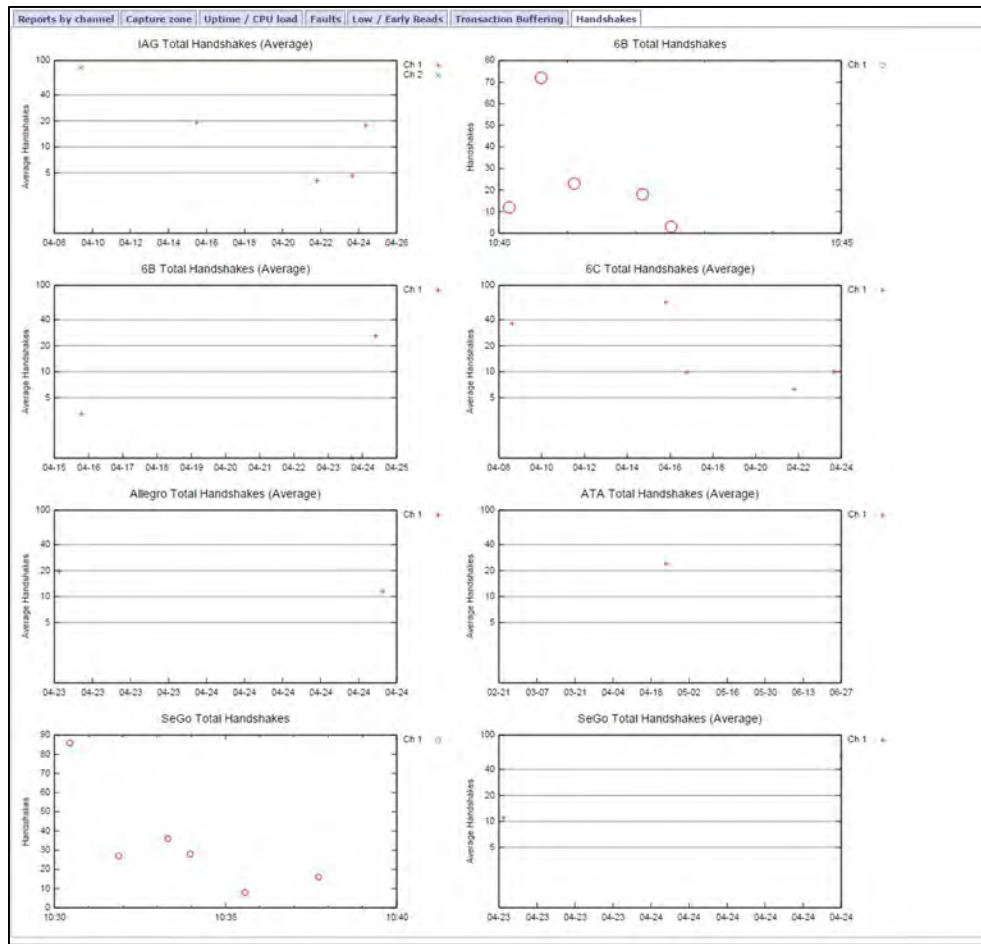 Reports by channel Capture zone Uptime / CPU load Faults Low / Early Reads Transaction Buffering Handshakes
IAG Total Handshakes (Average)
Average Handshakes
100
40
20
10
5
04-08 04-10 04-12 04-14 04-16 04-18 04-20 04-22 04-24 04-26
Ch 1
Ch 2
6B Total Handshakes
Handshakes
80
70
60
50
40
30
20
10
0
10:45 10:45
Ch 1
6B Total Handshakes (Average)
Average Handshakes
100
40
20
10
5
04-15 04-16 04-17 04-18 04-19 04-20 04-21 04-22 04-23 04-24 04-25
Ch 1
6C Total Handshakes (Average)
Average Handshakes
100
40
20
10
5
04-08 04-10 04-12 04-14 04-16 04-18 04-20 04-22 04-24
Ch 1
Allegro Total Handshakes (Average)
Average Handshakes
100
40
20
10
5
04-23 04-23 04-23 04-23 04-24 04-24 04-24 04-24 04-24 04-24
Ch 1
ATA Total Handshakes (Average)
Average Handshakes
100
40
20
10
5
02-21 03-07 03-21 04-04 04-18 05-02 05-16 05-30 06-13 06-27
Ch 1
SeGo Total Handshakes
Handshakes
90
80
70
60
50
40
30
20
10
0
10:30 10:35 10:40
Ch 1
SeGo Total Handshakes (Average)
Average Handshakes
100
40
20
10
5
04-23 04-23 04-23 04-23 04-24 04-24 04-24 04-24 04-24 04-24
Ch 1